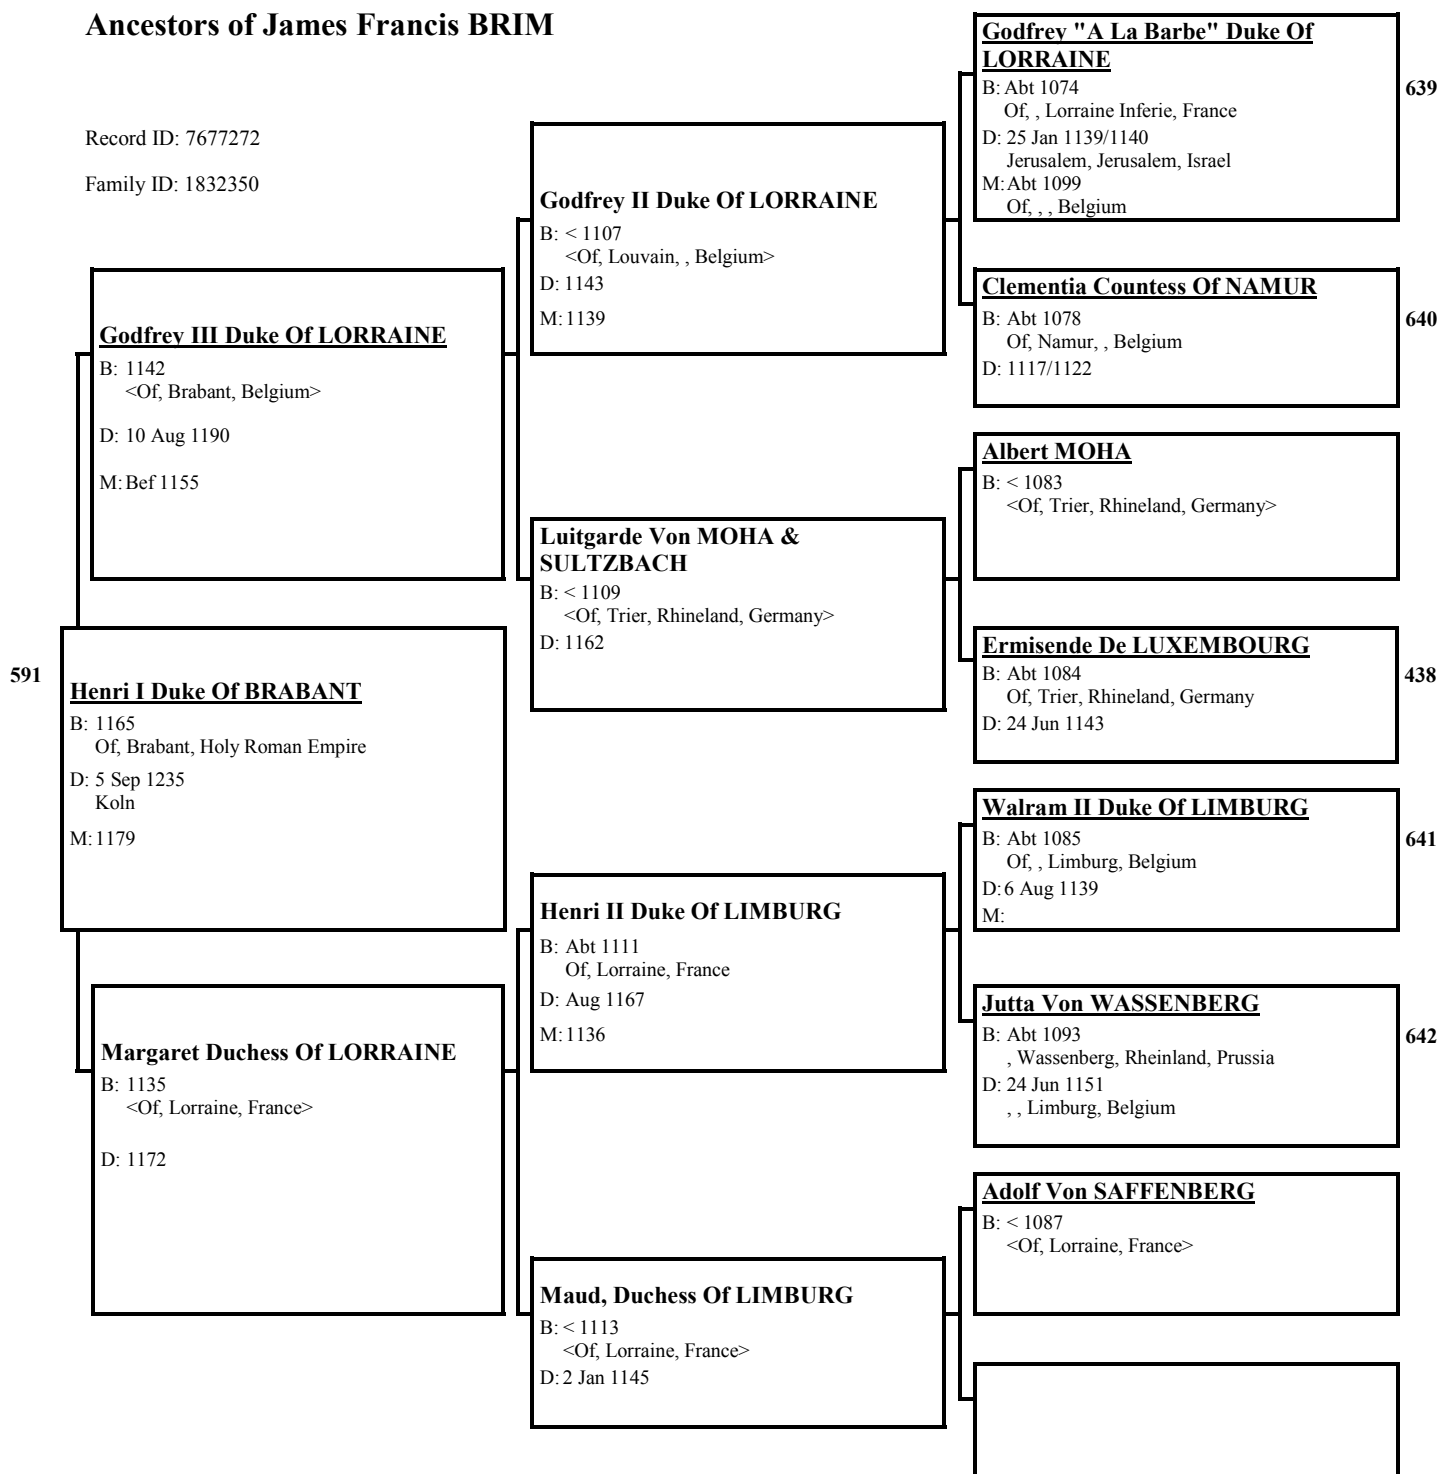 Ancestors of James Francis BRIM
Record ID: 7677272
Family ID: 1832350
591
Henri I Duke Of BRABANT
B: 1165
Of, Brabant, Holy Roman Empire
D: 5 Sep 1235
Koln
M: 1179
Godfrey III Duke Of LORRAINE
B: 1142
<Of, Brabant, Belgium>
D: 10 Aug 1190
M: Bef 1155
Margaret Duchess Of LORRAINE
B: 1135
<Of, Lorraine, France>
D: 1172
Godfrey II Duke Of LORRAINE
B: < 1107
<Of, Louvain, , Belgium>
D: 1143
M: 1139
Luitgarde Von MOHA &
SULTZBACH
B: < 1109
<Of, Trier, Rhineland, Germany>
D: 1162
Henri II Duke Of LIMBURG
B: Abt 1111
Of, Lorraine, France
D: Aug 1167
M: 1136
Maud, Duchess Of LIMBURG
B: < 1113
<Of, Lorraine, France>
D: 2 Jan 1145
Godfrey "A La Barbe" Duke Of
LORRAINE
B: Abt 1074
Of, , Lorraine Inferie, France
D: 25 Jan 1139/1140
Jerusalem, Jerusalem, Israel
M: Abt 1099
Of, , , Belgium
639
Clementia Countess Of NAMUR
B: Abt 1078
Of, Namur, , Belgium
D: 1117/1122
640
Albert MOHA
B: < 1083
<Of, Trier, Rhineland, Germany>
Ermisende De LUXEMBOURG
B: Abt 1084
Of, Trier, Rhineland, Germany
D: 24 Jun 1143
438
Walram II Duke Of LIMBURG
B: Abt 1085
Of, , Limburg, Belgium
D: 6 Aug 1139
M:
641
Jutta Von WASSENBERG
B: Abt 1093
, Wassenberg, Rheinland, Prussia
D: 24 Jun 1151
, , Limburg, Belgium
642
Adolf Von SAFFENBERG
B: < 1087
<Of, Lorraine, France>